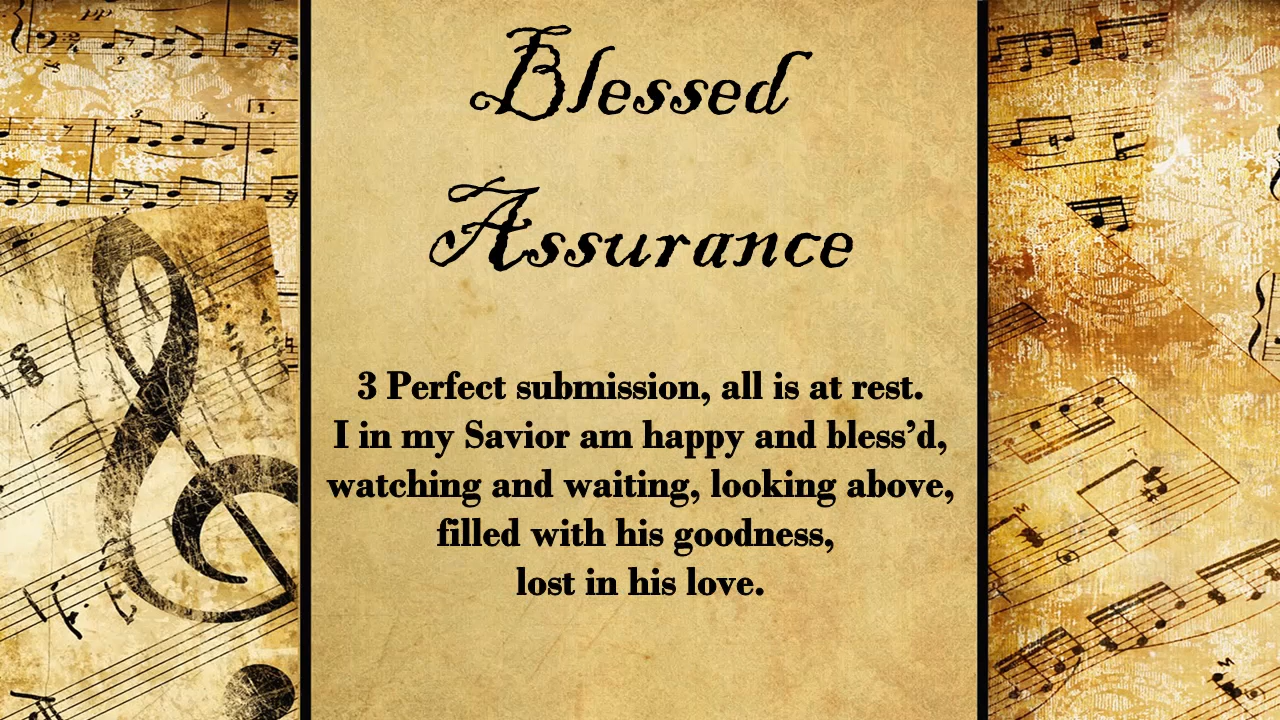 Blessed
Assurance
3 Perfect submission, all is at rest.
I in my Savior am happy and bless’d,
watching and waiting, looking above,
filled with his goodness,
lost in his love.